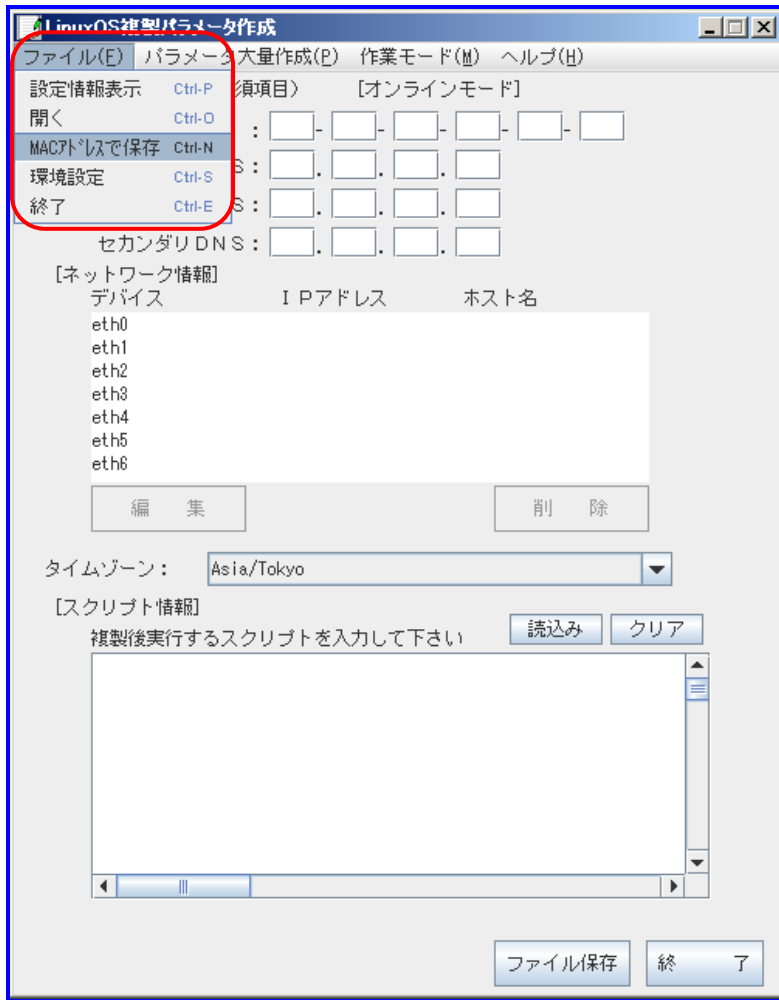 LinuxOS複製パラメータ作成
ファイル(F) パラメータ大量作成(P) 作業モード(M) ヘルプ(H)
設定情報表示 Ctrl-P
須項目) [オンラインモード]
開く Ctrl-O
: - - - - -
MACｱﾄﾞﾚｽで保存 Ctrl-N
S: . . .
環境設定 Ctrl-S
終了 Ctrl-E
S: . . .
セカンダリDNS: . . .
[ネットワーク情報]
デバイス IPアドレス ホスト名
eth0
eth1
eth2
eth3
eth4
eth5
eth6
編 集 削 除
タイムゾーン: Asia/Tokyo
[スクリプト情報]
複製後実行するスクリプトを入力して下さい 読込み クリア
ファイル保存 終 了